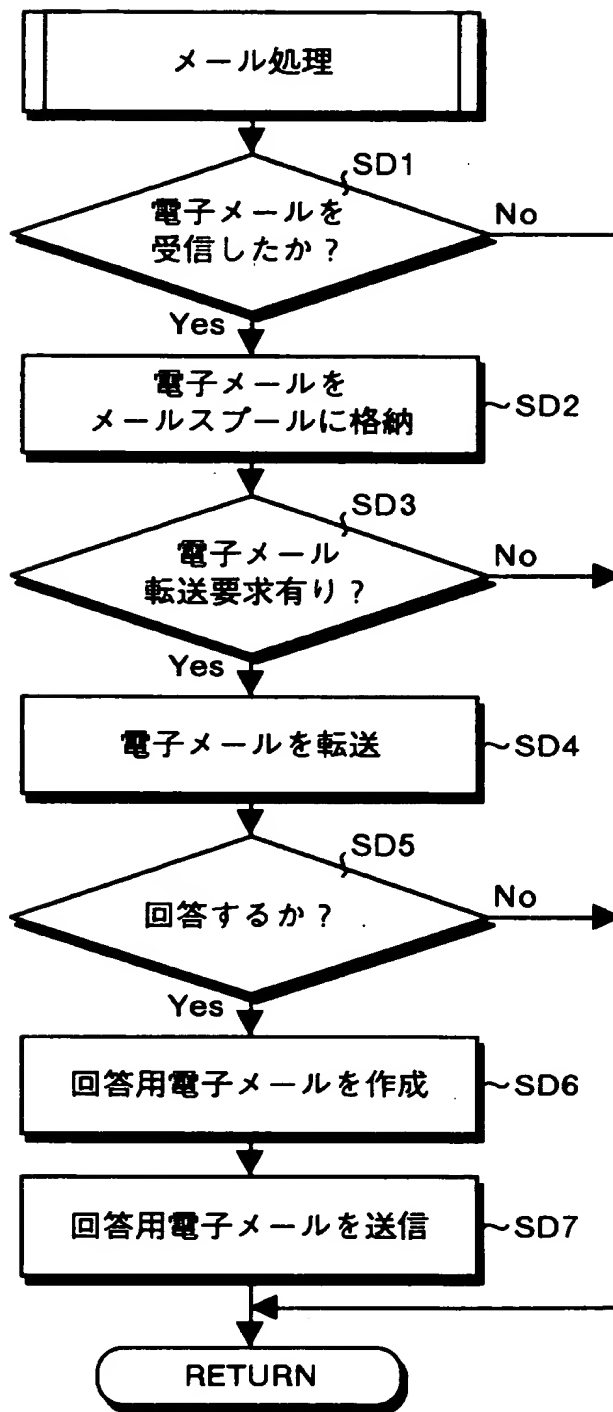 メール処理
SD1
電子メールを
受信したか？
No
Yes
電子メールを
メールスプールに格納
SD2
SD3
電子メール
転送要求有り？
No
Yes
電子メールを転送
SD4
SD5
回答するか？
No
Yes
回答用電子メールを作成
SD6
回答用電子メールを送信
SD7
RETURN